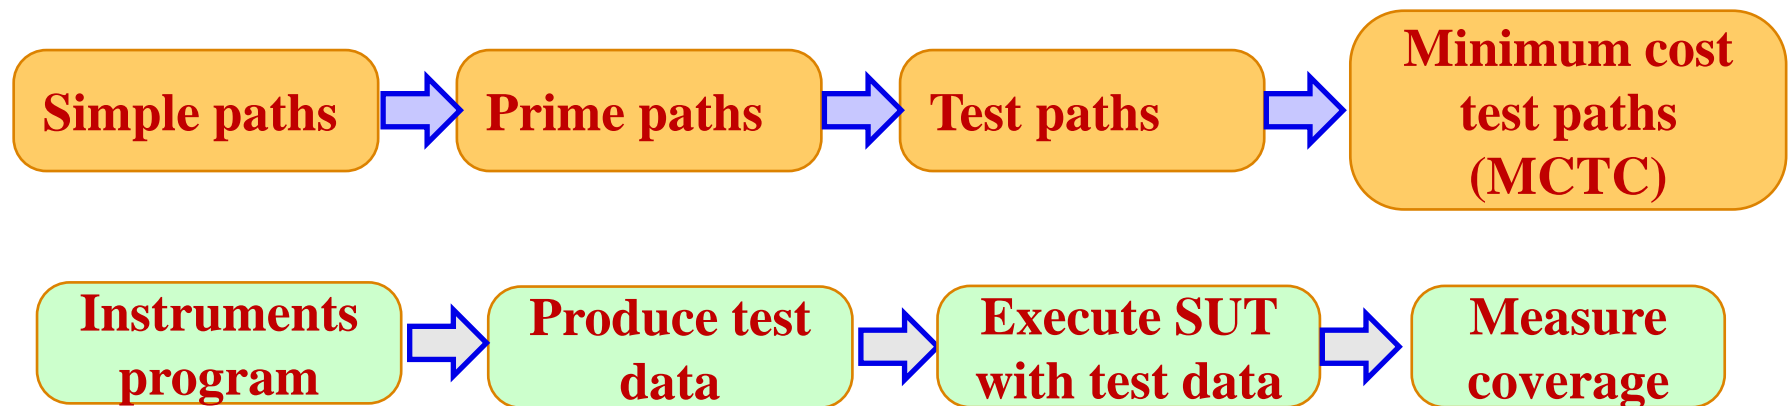 Simple paths
Prime paths
Test paths
Minimum cost
test paths
(MCTC)
Instruments
program
Produce test
data
Execute SUT
with test data
Measure
coverage